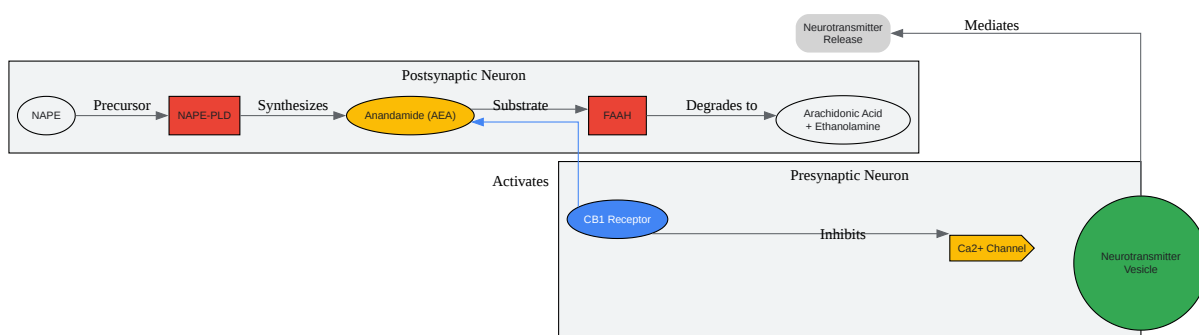 Neurotransmitter
Release
Mediates
Postsynaptic Neuron
NAPE
Precursor
NAPE-PLD
Synthesizes
Anandamide (AEA)
Substrate
FAAH
Degrades to
Arachidonic Acid
+ Ethanolamine
Activates
Presynaptic Neuron
CB1 Receptor
Inhibits
Ca2+ Channel
Neurotransmitter
Vesicle